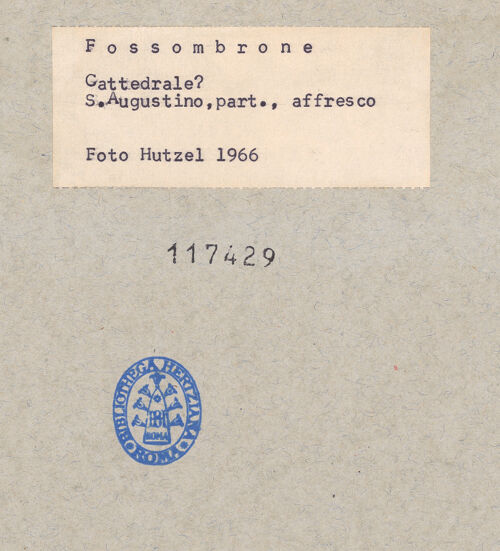 Fossombrone
Cattedrale?
S.Augustino,part., affresco
Foto Hutzel 1966
117429
BIBLIOTHECA HERTZIANA
ROMA